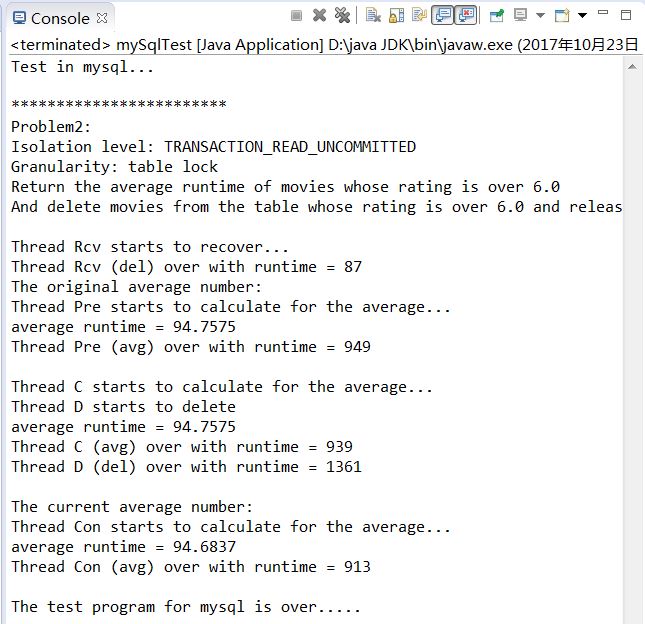 Console
<terminated> mySqlTest [Java Application] D:\java JDK\bin\javaw.exe (2017年10月23日
Test in mysql...
************************
Problem2:
Isolation level: TRANSACTION_READ_UNCOMMITTED
Granularity: table lock
Return the average runtime of movies whose rating is over 6.0
And delete movies from the table whose rating is over 6.0 and releas
Thread Rcv starts to recover...
Thread Rcv (del) over with runtime = 87
The original average number:
Thread Pre starts to calculate for the average...
average runtime = 94.7575
Thread Pre (avg) over with runtime = 949
Thread C starts to calculate for the average...
Thread D starts to delete
average runtime = 94.7575
Thread C (avg) over with runtime = 939
Thread D (del) over with runtime = 1361
The current average number:
Thread Con starts to calculate for the average...
average runtime = 94.6837
Thread Con (avg) over with runtime = 913
The test program for mysql is over.....